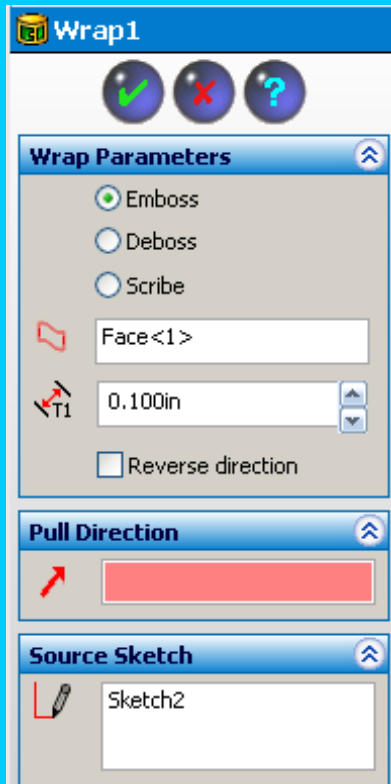 Wrap1
?
Wrap Parameters
Emboss
Deboss
Scribe
Face<1>
T1
0.100in
Reverse direction
Pull Direction
Source Sketch
Sketch2